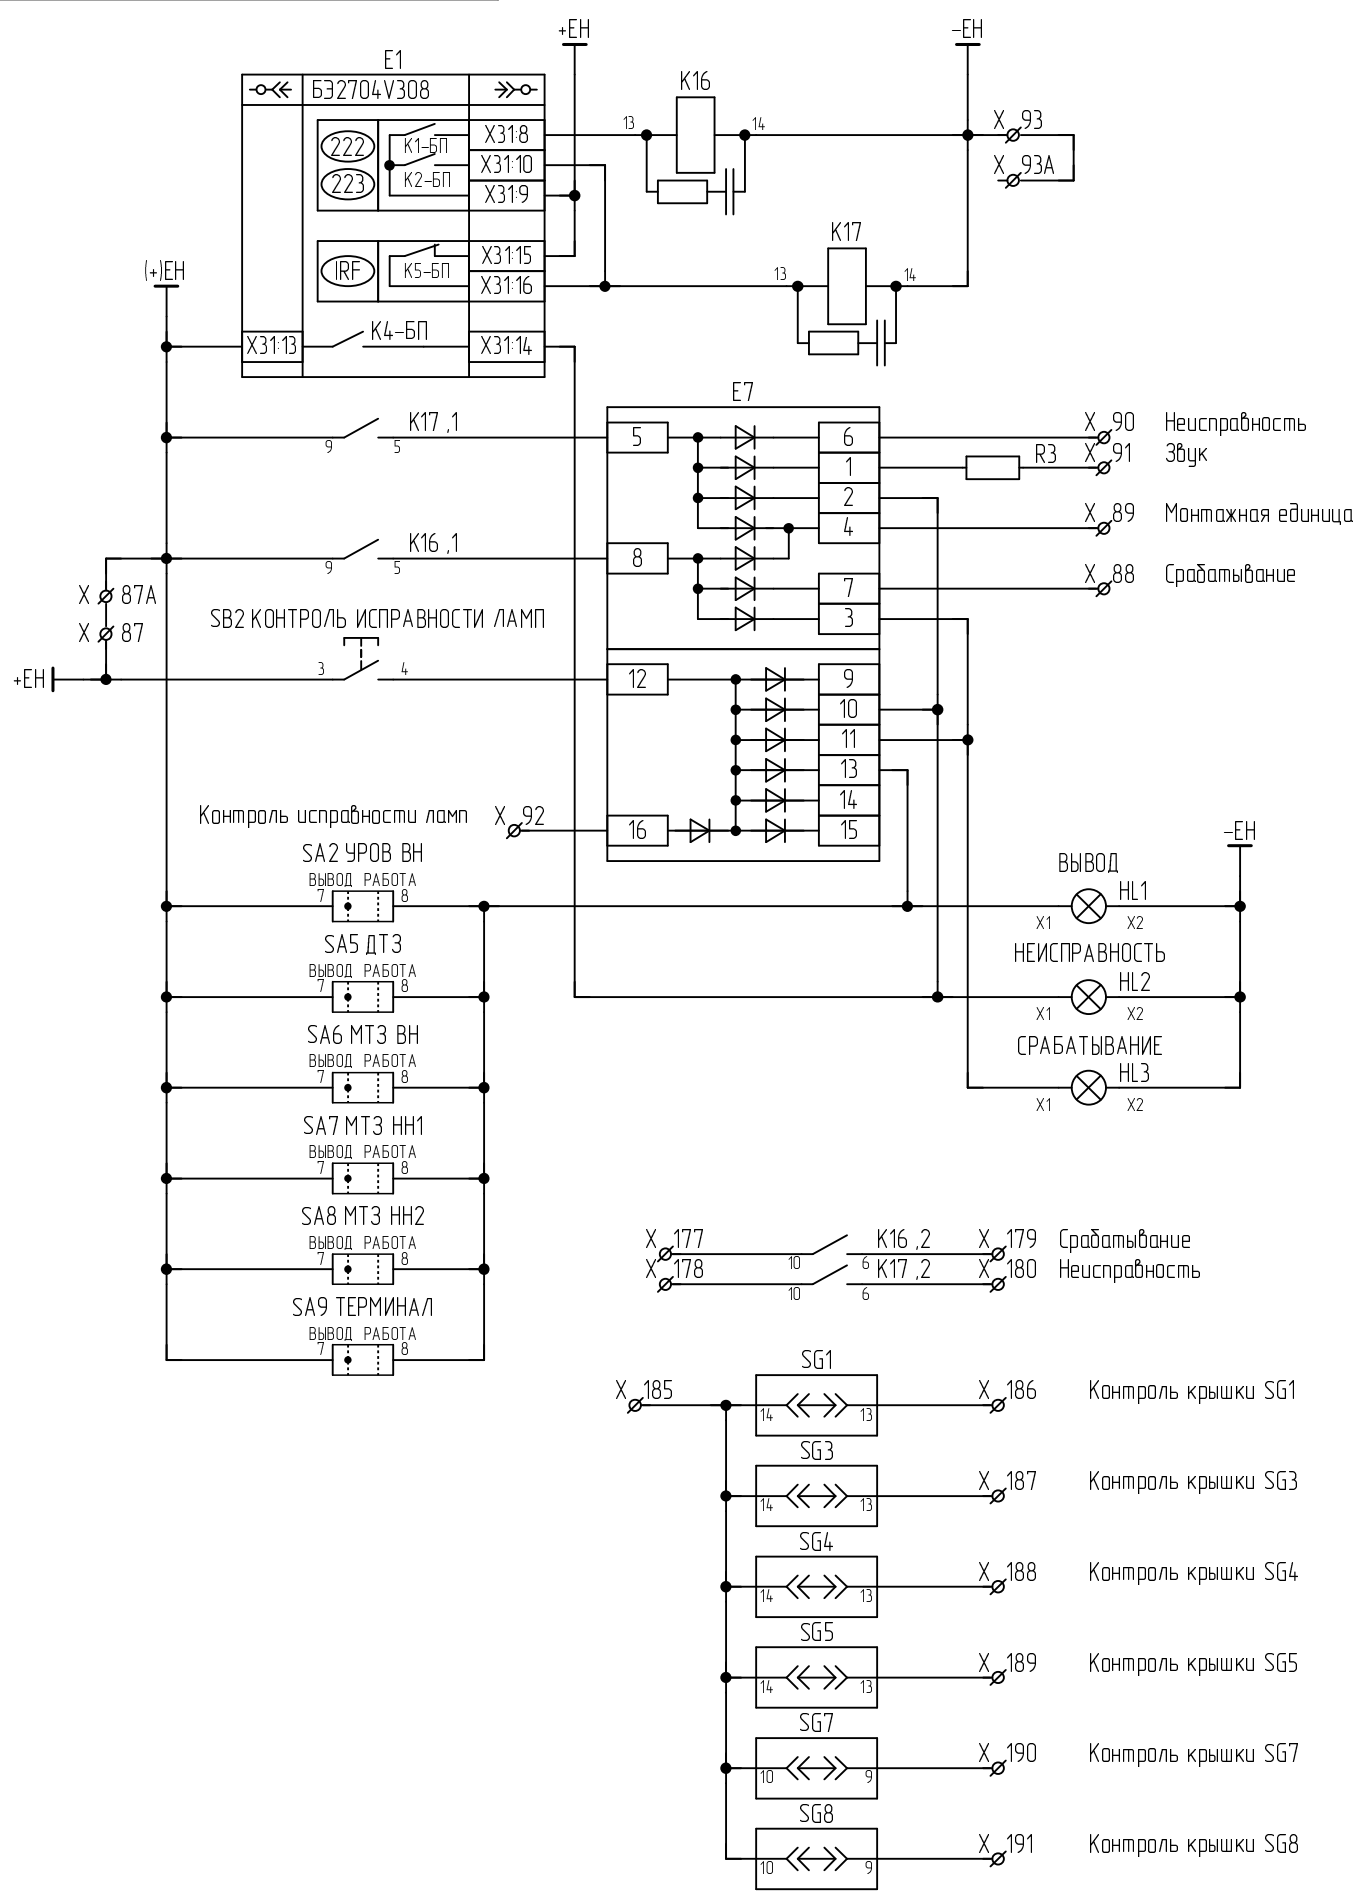 +EH
−EH
E1
БЭ2704V308
K16
X 93
222
K1−БП
X31:8
13
14
X31:10
X 93А
223
K2−БП
X31:9
K17
(+)EH
IRF
K5−БП
X31:15
X31:16
13
14
X31:13
K4−БП
X31:14
E7
K17 ,1
9
5
5
6
X 90
Неисправность
1
R3
X 91
Звук
2
4
X 89
Монтажная единица
K16 ,1
9
5
8
7
X 88
Срабатывание
X 87А
3
X 87
SB2 КОНТРОЛЬ ИСПРАВНОСТИ ЛАМП
+EH
3
4
12
9
10
11
13
14
Контроль исправности ламп
X 92
16
15
−EH
SA2 УРОВ ВН
ВЫВОД РАБОТА
7
8
ВЫВОД
HL1
X1
X2
SA5 ДТЗ
ВЫВОД РАБОТА
7
8
НЕИСПРАВНОСТЬ
HL2
X1
X2
SA6 МТЗ ВН
ВЫВОД РАБОТА
7
8
СРАБАТЫВАНИЕ
HL3
X1
X2
SA7 МТЗ НН1
ВЫВОД РАБОТА
7
8
SA8 МТЗ НН2
ВЫВОД РАБОТА
7
8
X 177
10
K16 ,2
6
X 179
Срабатывание
X 178
10
K17 ,2
6
X 180
Неисправность
SA9 ТЕРМИНАЛ
ВЫВОД РАБОТА
7
8
SG1
X 185
14
13
X 186
Контроль крышки SG1
SG3
14
13
X 187
Контроль крышки SG3
SG4
14
13
X 188
Контроль крышки SG4
SG5
14
13
X 189
Контроль крышки SG5
SG7
10
9
X 190
Контроль крышки SG7
SG8
10
9
X 191
Контроль крышки SG8